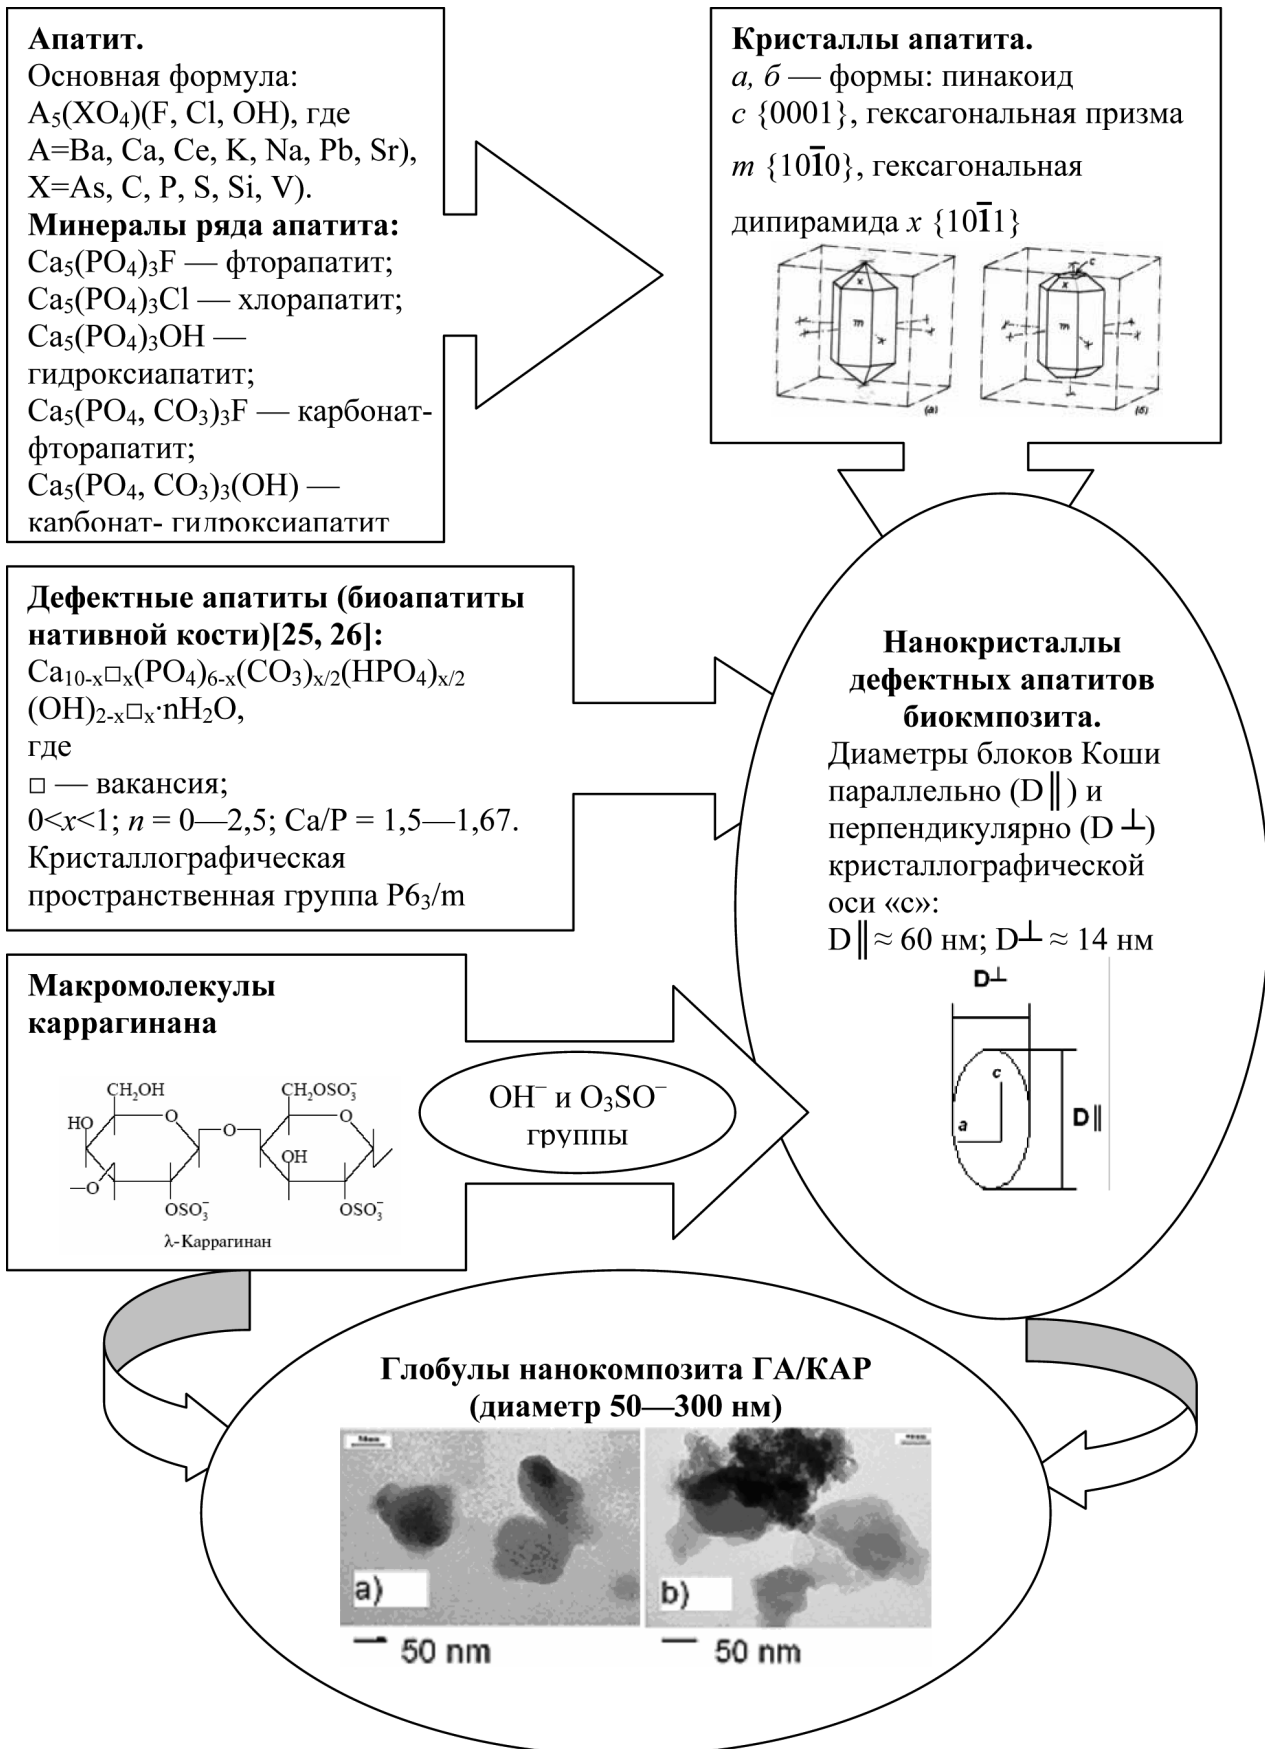 Апатит.
Основная формула:
A₅(XO₄)(F, Cl, OH), где
A=Ba, Ca, Ce, K, Na, Pb, Sr),
X=As, C, P, S, Si, V).
Минералы ряда апатита:
Ca₅(PO₄)₃F — фторапатит;
Ca₅(PO₄)₃Cl — хлорапатит;
Ca₅(PO₄)₃OH —
гидроксиапатит;
Ca₅(PO₄, CO₃)₃F — карбонат-
фторапатит;
Ca₅(PO₄, CO₃)₃(OH) —
карбонат- гидроксиапатит
Кристаллы апатита.
а, б — формы: пинакоид
c {0001}, гексагональная призма
m {101̅0}, гексагональная
дипирамида x {101̅1}
x
m
x
(а)
c
x
m
x
(б)
Дефектные апатиты (биоапатиты
нативной кости)[25, 26]:
Ca₁₀₋ₓ□ₓ(PO₄)₆₋ₓ(CO₃)ₓ/₂(HPO₄)ₓ/₂
(OH)₂₋ₓ□ₓ·nH₂O,
где
□ — вакансия;
0<x<1; n = 0—2,5; Ca/P = 1,5—1,67.
Кристаллографическая
пространственная группа P6₃/m
Нанокристаллы
дефектных апатитов
биокмпозита.
Диаметры блоков Коши
параллельно (D∥) и
перпендикулярно (D ⊥)
кристаллографической
оси «с»:
D∥≈ 60 нм; D⊥ ≈ 14 нм
D⊥
c
a
D∥
Макромолекулы
каррагинана
CH₂OH
CH₂OSO₃⁻
HO
O
O
O
OH
—O
OSO₃⁻
OSO₃⁻
λ-Каррагинан
OH⁻ и O₃SO⁻
группы
Глобулы нанокомпозита ГА/КАР
(диаметр 50—300 нм)
a)
b)
50 nm
50 nm